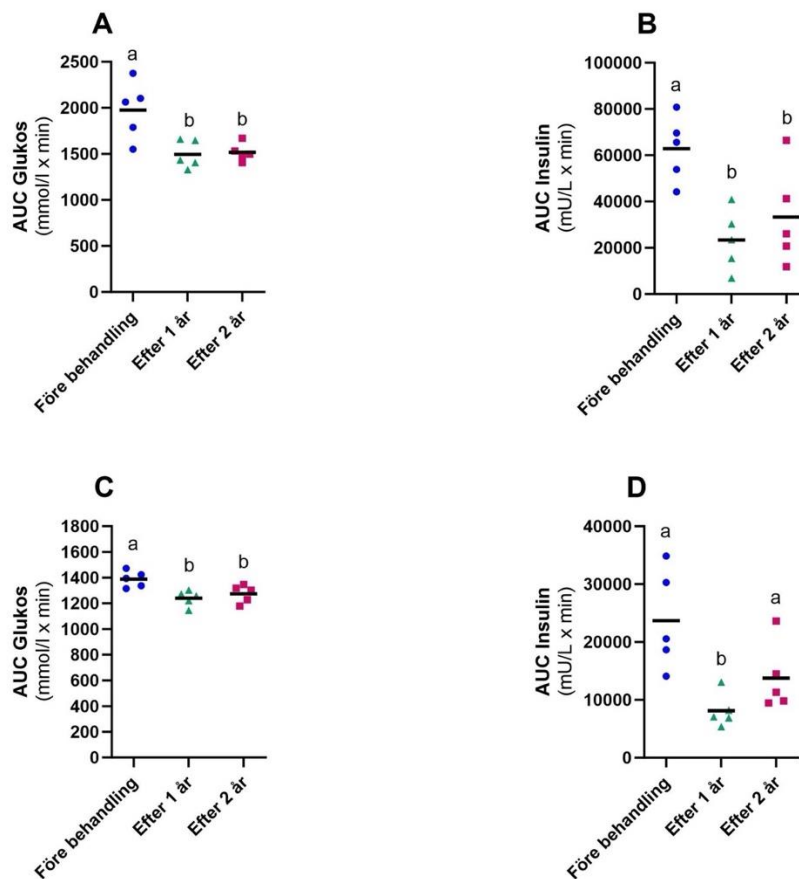 A
AUC Glukos
(mmol/l x min)
2500
2000
1500
1000
500
0
a
b
b
Före behandling
Efter 1 år
Efter 2 år
B
AUC Insulin
(mU/L x min)
100000
80000
60000
40000
20000
0
a
b
b
Före behandling
Efter 1 år
Efter 2 år
C
AUC Glukos
(mmol/l x min)
1800
1600
1400
1200
1000
800
600
400
200
0
a
b
b
Före behandling
Efter 1 år
Efter 2 år
D
AUC Insulin
(mU/L x min)
40000
30000
20000
10000
0
a
b
a
Före behandling
Efter 1 år
Efter 2 år